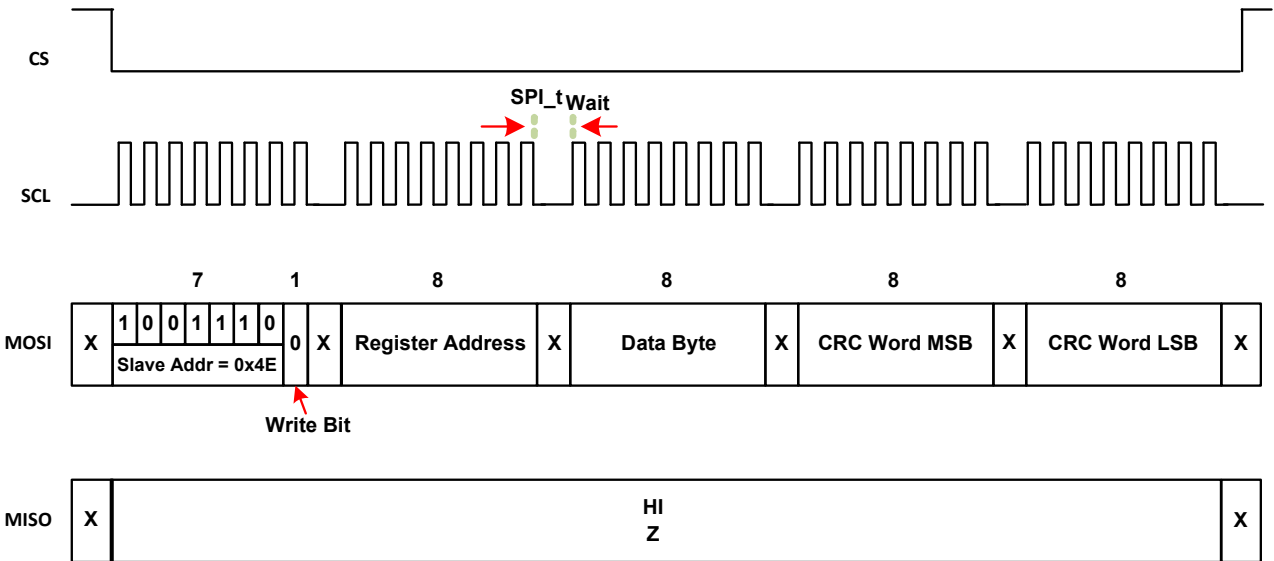 CS
SPI_t Wait
SCL
7 1 8 8 8 8
MOSI X 1 0 0 1 1 1 0 0 X Register Address X Data Byte X CRC Word MSB X CRC Word LSB X
Slave Addr = 0x4E
Write Bit
MISO X HI X
Z